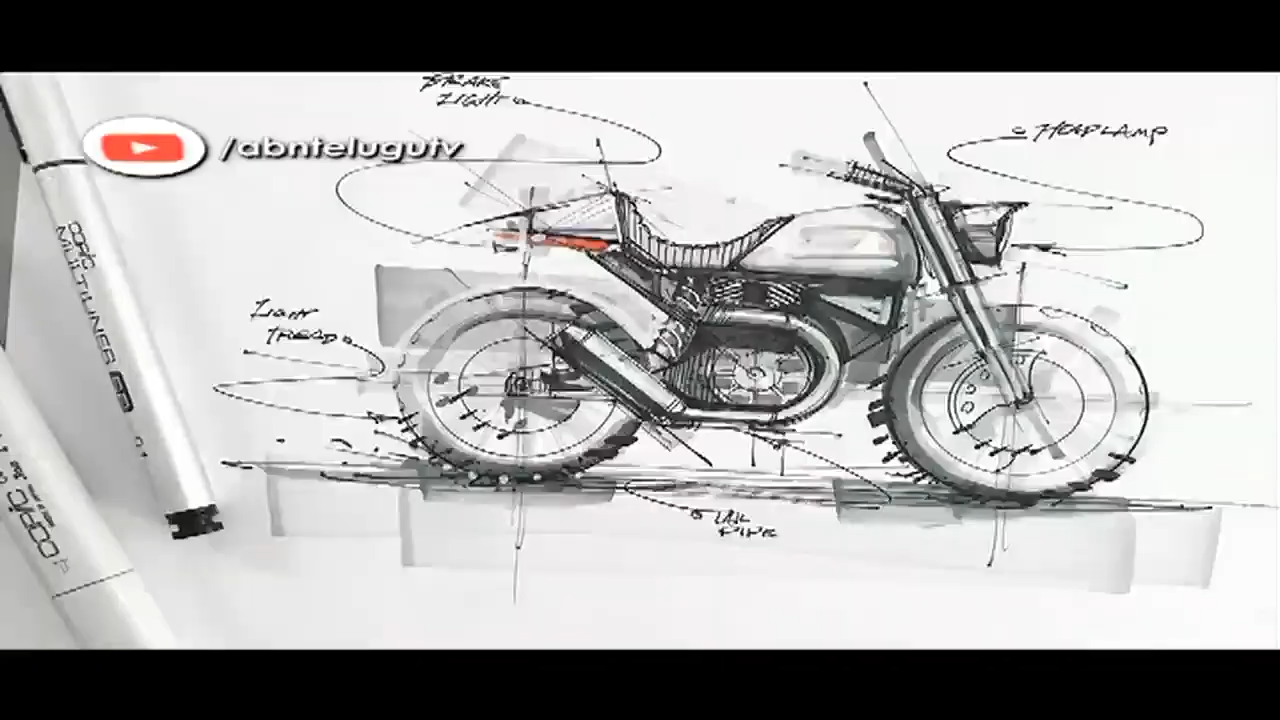 BRAKE
LIGHT
/abntelugutv
HEADLAMP
COPIC
MULTILINER
LIGHT
TREAD
COPIC
TAIL
PIPE